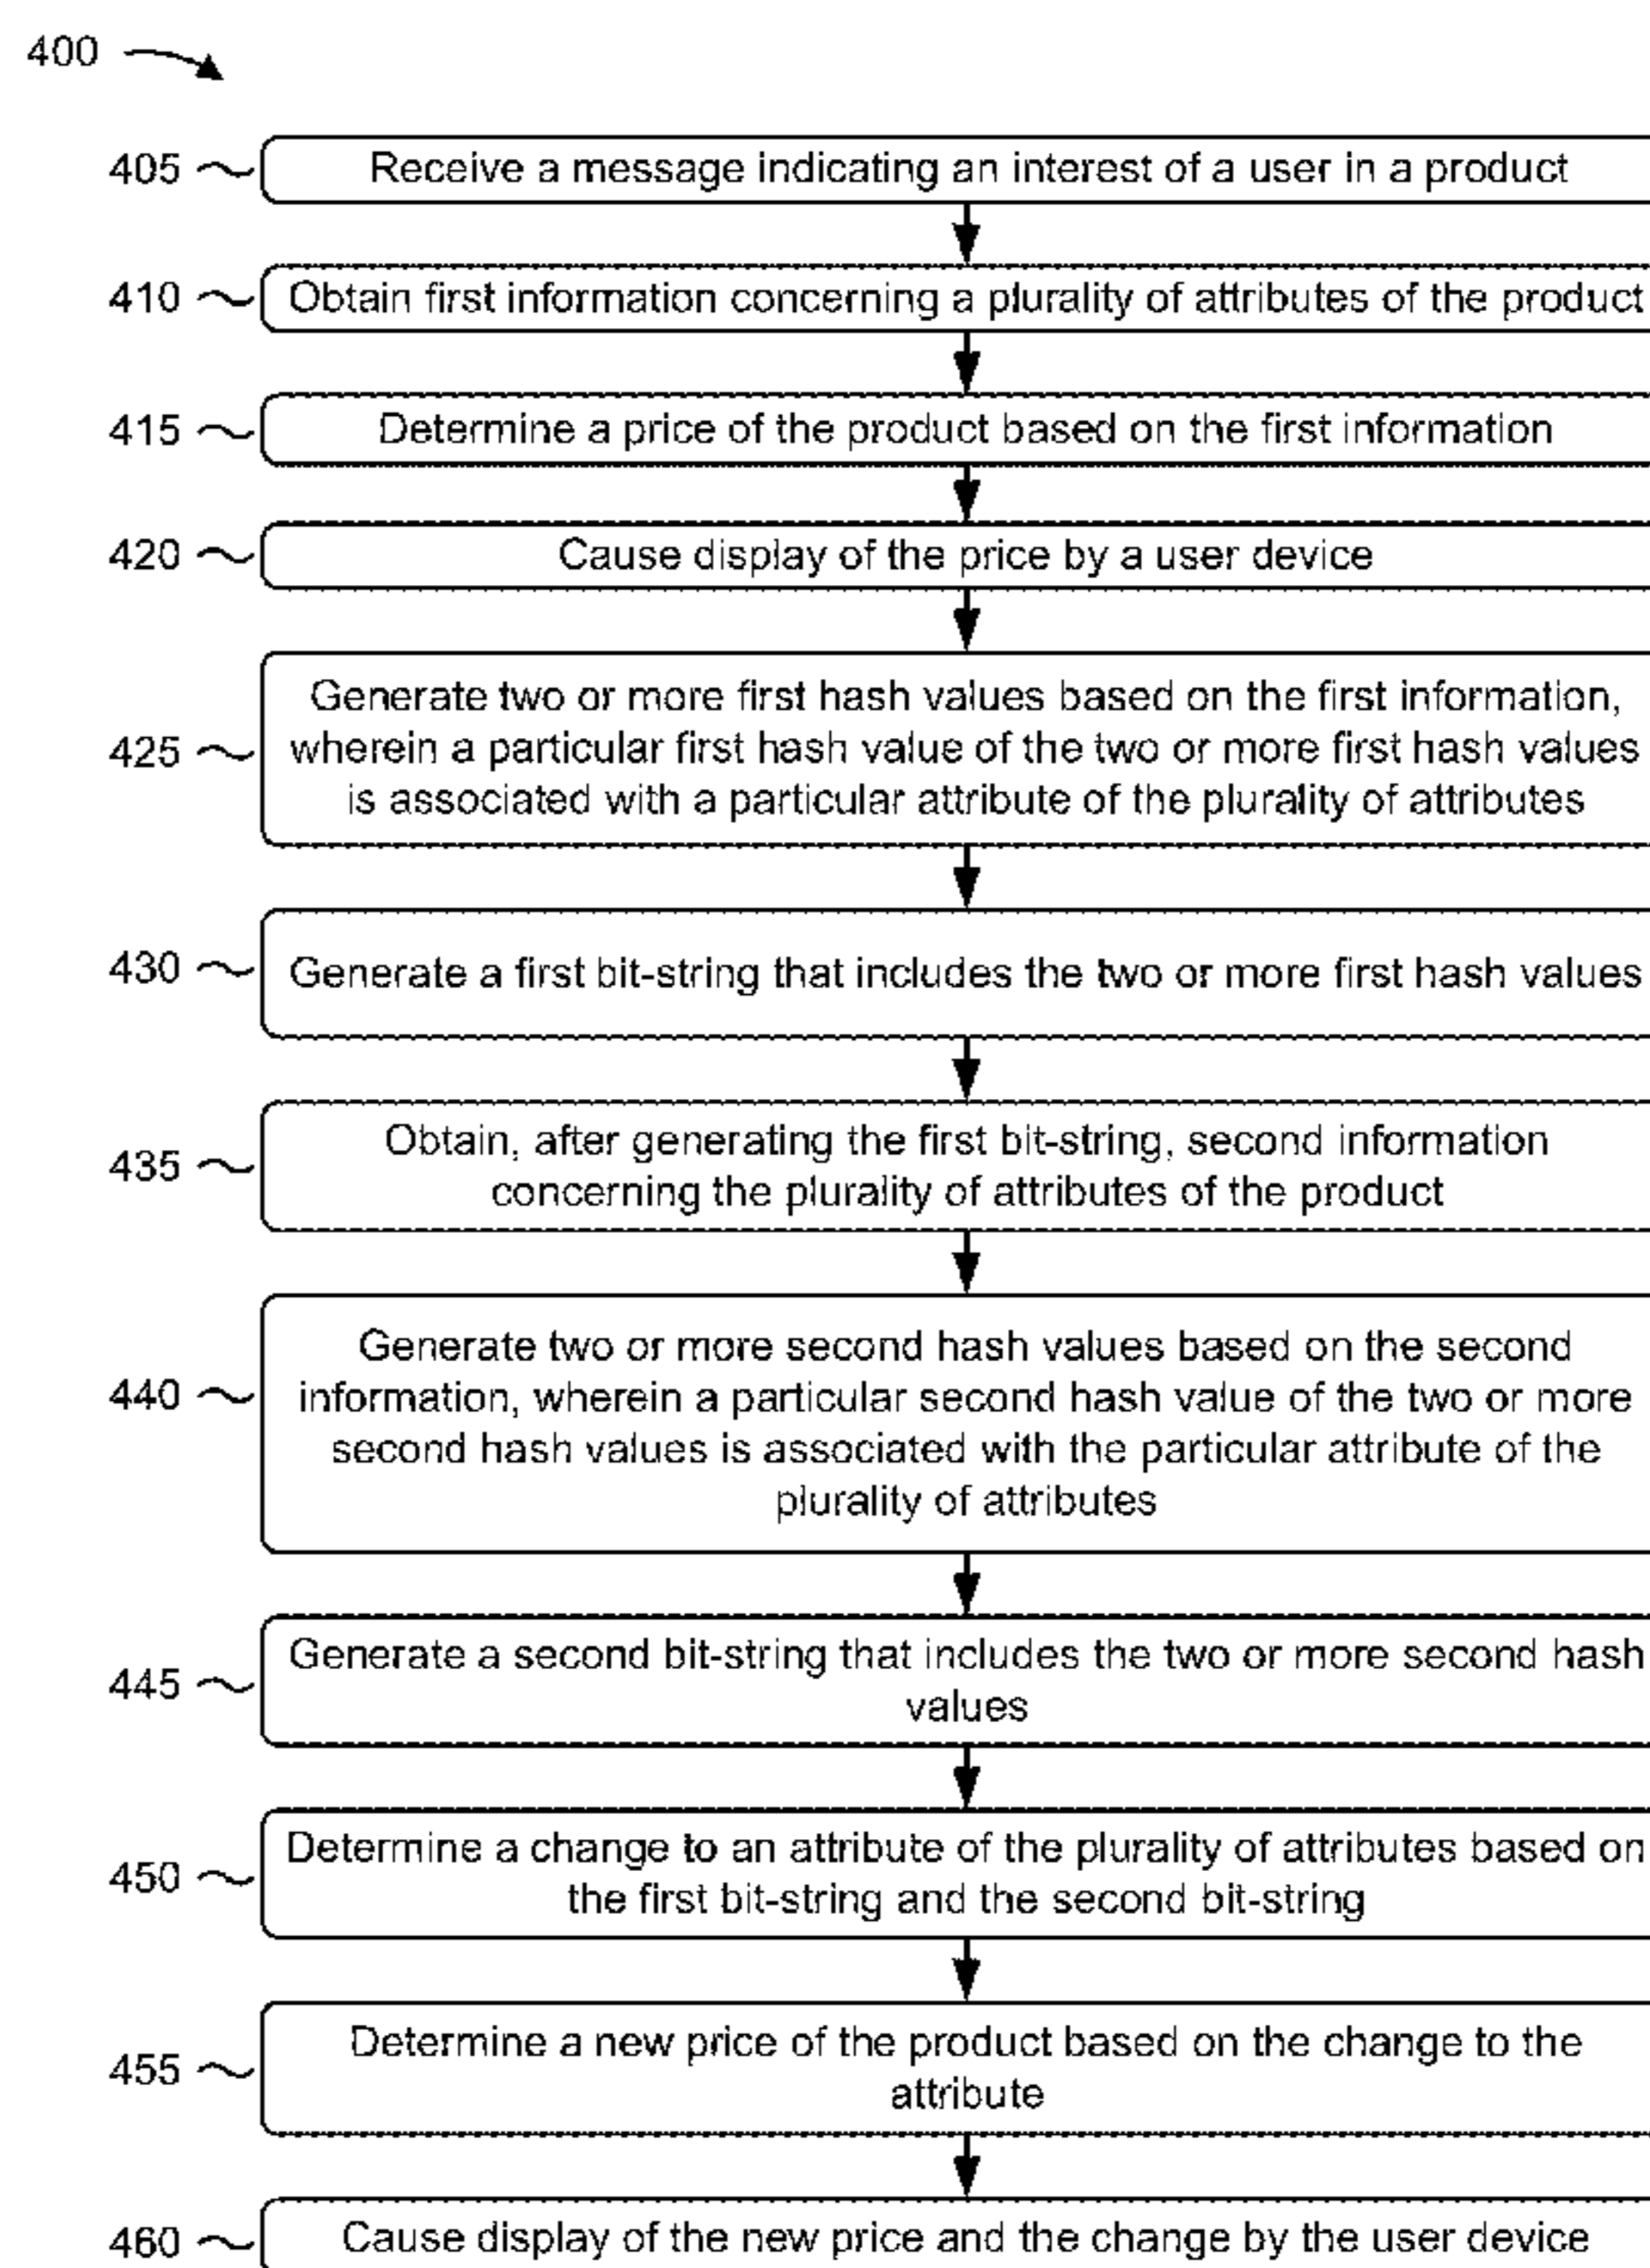 400
405 Receive a message indicating an interest of a user in a product
410 Obtain first information concerning a plurality of attributes of the product
415 Determine a price of the product based on the first information
420 Cause display of the price by a user device
Generate two or more first hash values based on the first information,
425 wherein a particular first hash value of the two or more first hash values
is associated with a particular attribute of the plurality of attributes
430 Generate a first bit-string that includes the two or more first hash values
Obtain, after generating the first bit-string, second information
435
concerning the plurality of attributes of the product
Generate two or more second hash values based on the second
440 information, wherein a particular second hash value of the two or more
second hash values is associated with the particular attribute of the
plurality of attributes
Generate a second bit-string that includes the two or more second hash
445
values
Determine a change to an attribute of the plurality of attributes based on
450
the first bit-string and the second bit-string
Determine a new price of the product based on the change to the
455
attribute
460 Cause display of the new price and the change by the user device